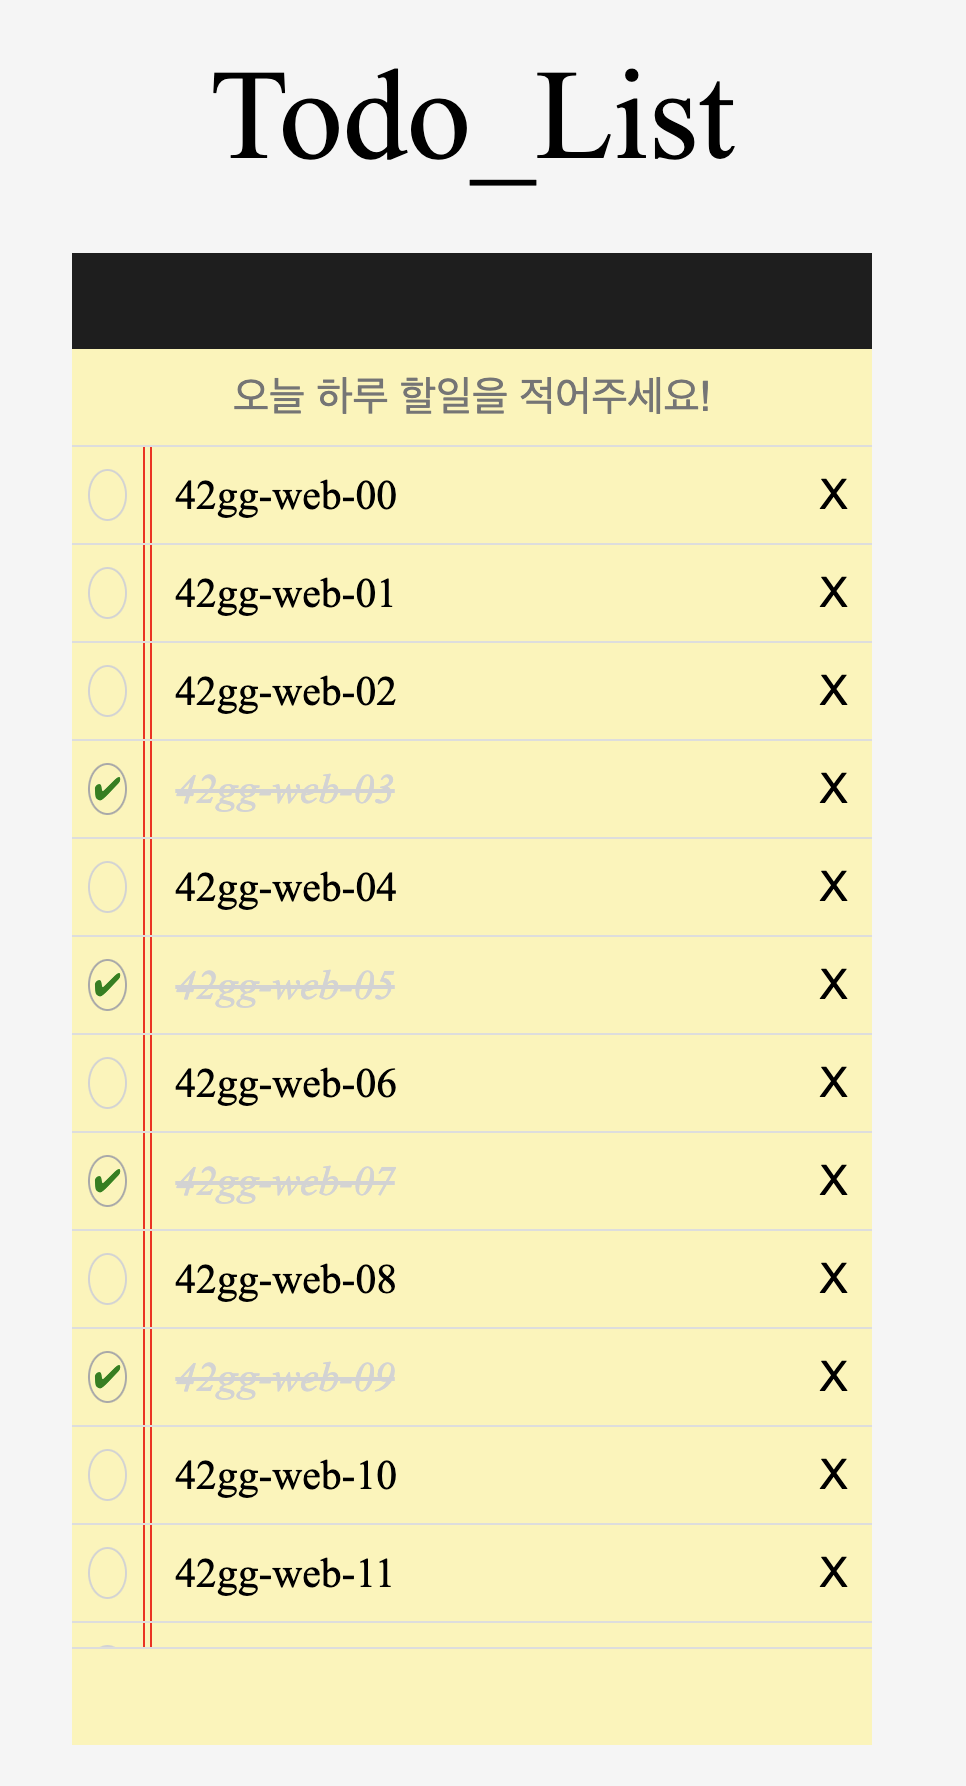 Todo_List
오늘 하루 할일을 적어주세요!
42gg-web-00 X
42gg-web-01 X
42gg-web-02 X
✔ 42gg-web-03 X
42gg-web-04 X
✔ 42gg-web-05 X
42gg-web-06 X
✔ 42gg-web-07 X
42gg-web-08 X
✔ 42gg-web-09 X
42gg-web-10 X
42gg-web-11 X